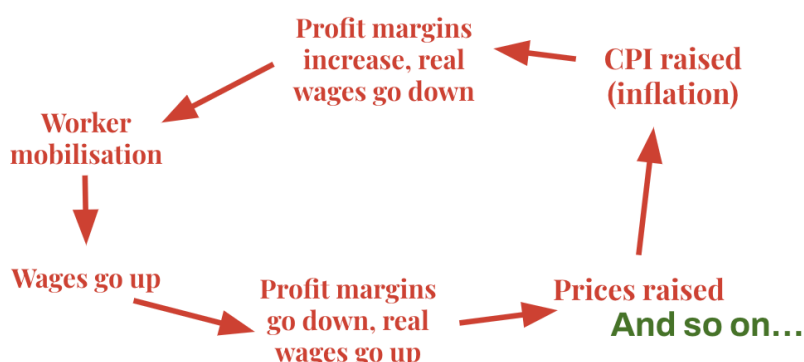 Profit margins
increase, real
wages go down
CPI raised
(inflation)
Worker
mobilisation
Wages go up
Profit margins
go down, real
wages go up
Prices raised
And so on...